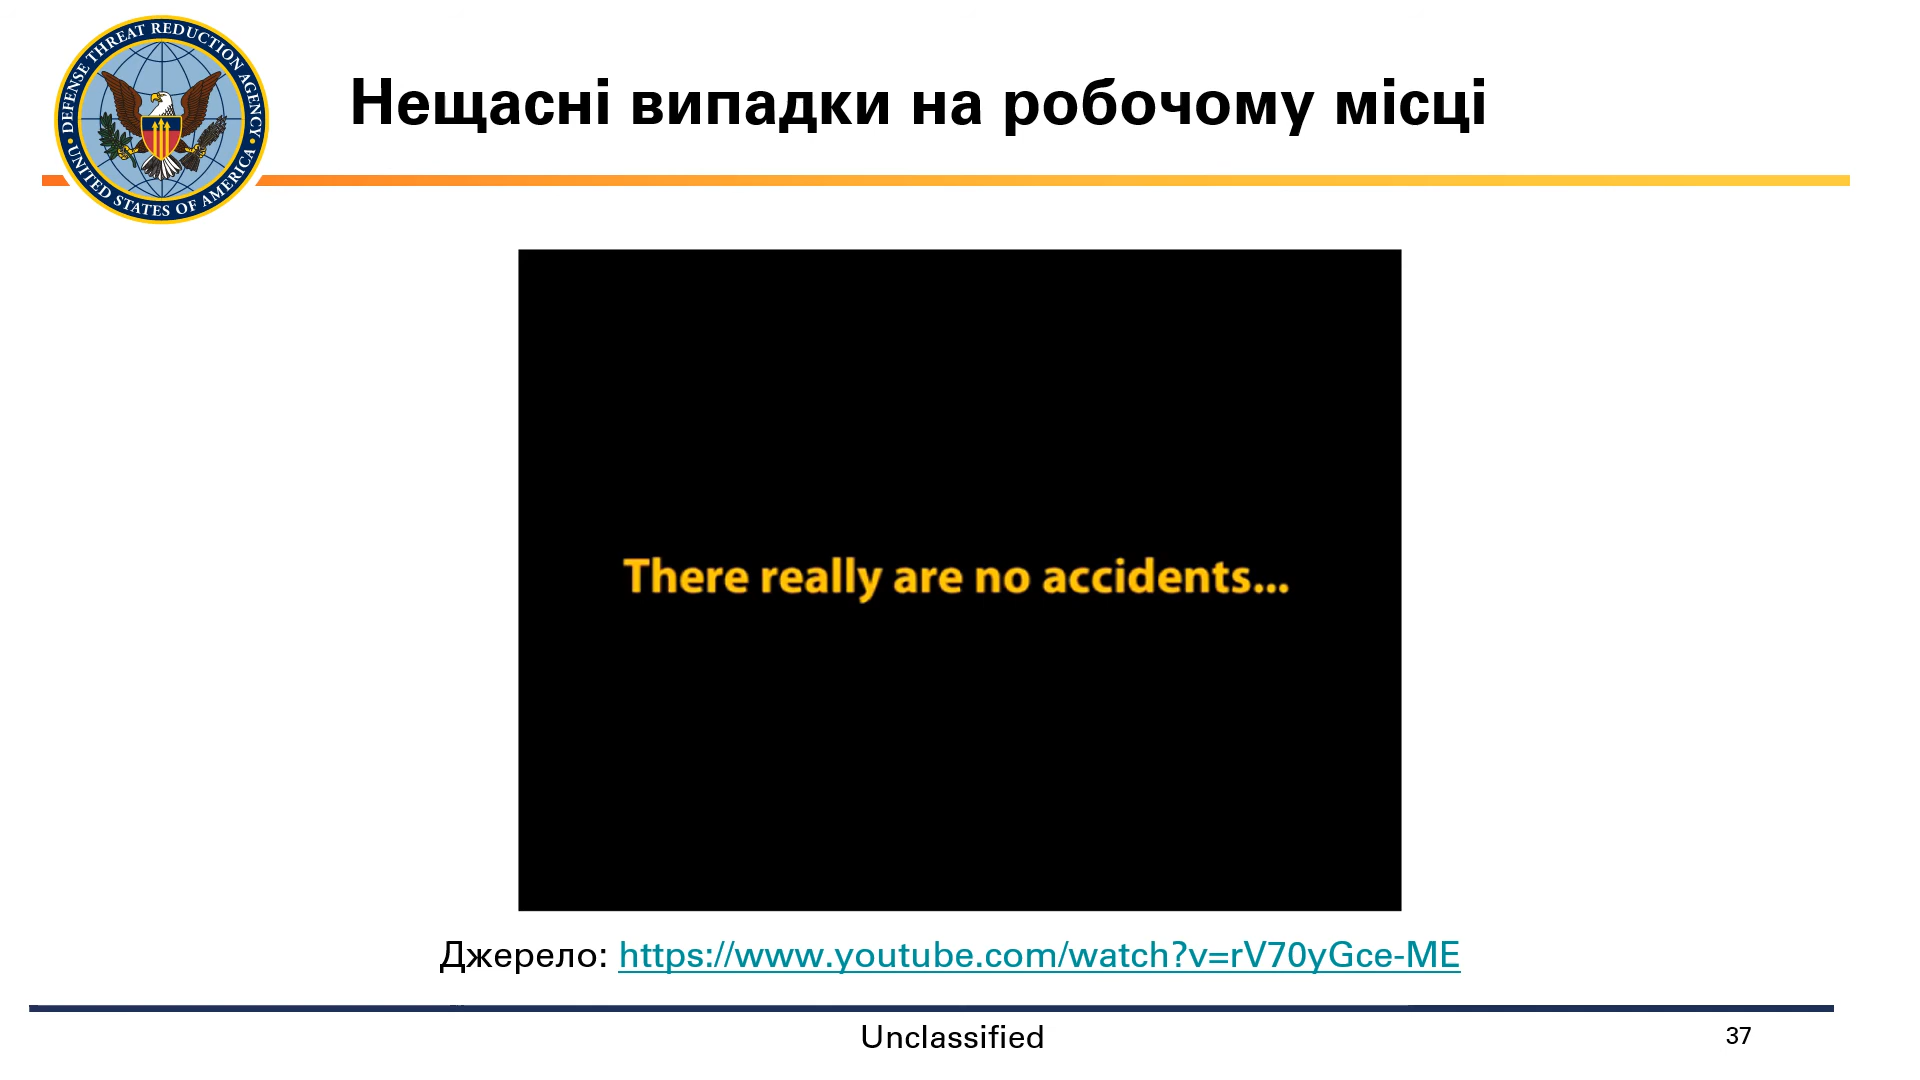 DEFENSE THREAT REDUCTION AGENCY
UNITED STATES OF AMERICA
Нещасні випадки на робочому місці
There really are no accidents...
Джерело: https://www.youtube.com/watch?v=rV70yGce-ME
Unclassified
37